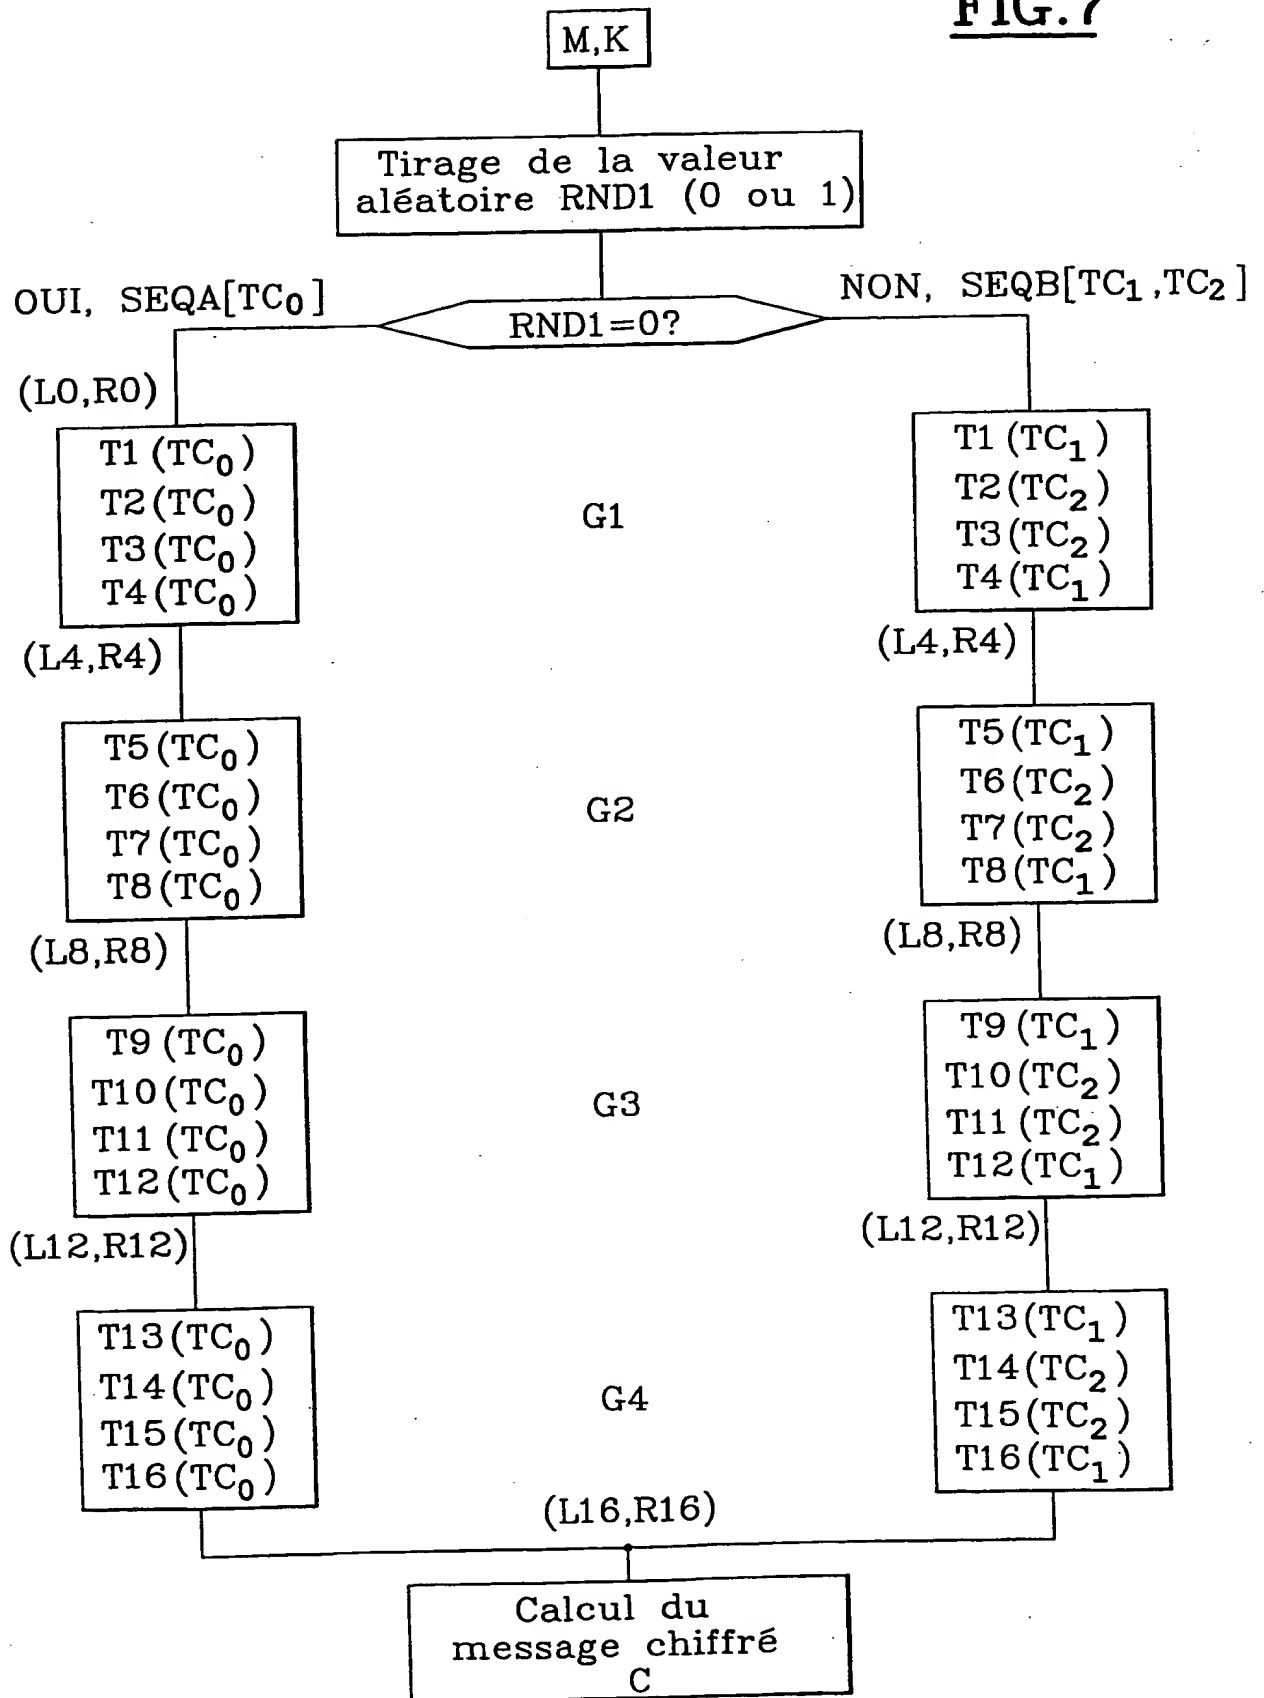 FIG.7
M,K
Tirage de la valeur
aléatoire RND1 (0 ou 1)
OUI, SEQA[TC₀]
NON, SEQB[TC₁,TC₂]
RND1=0?
(L0,R0)
T1(TC₀)
T2(TC₀)
T3(TC₀)
T4(TC₀)
G1
T1(TC₁)
T2(TC₂)
T3(TC₂)
T4(TC₁)
(L4,R4)
(L4,R4)
T5(TC₀)
T6(TC₀)
T7(TC₀)
T8(TC₀)
G2
T5(TC₁)
T6(TC₂)
T7(TC₂)
T8(TC₁)
(L8,R8)
(L8,R8)
T9(TC₀)
T10(TC₀)
T11(TC₀)
T12(TC₀)
G3
T9(TC₁)
T10(TC₂)
T11(TC₂)
T12(TC₁)
(L12,R12)
(L12,R12)
T13(TC₀)
T14(TC₀)
T15(TC₀)
T16(TC₀)
G4
T13(TC₁)
T14(TC₂)
T15(TC₂)
T16(TC₁)
(L16,R16)
Calcul du
message chiffré
C